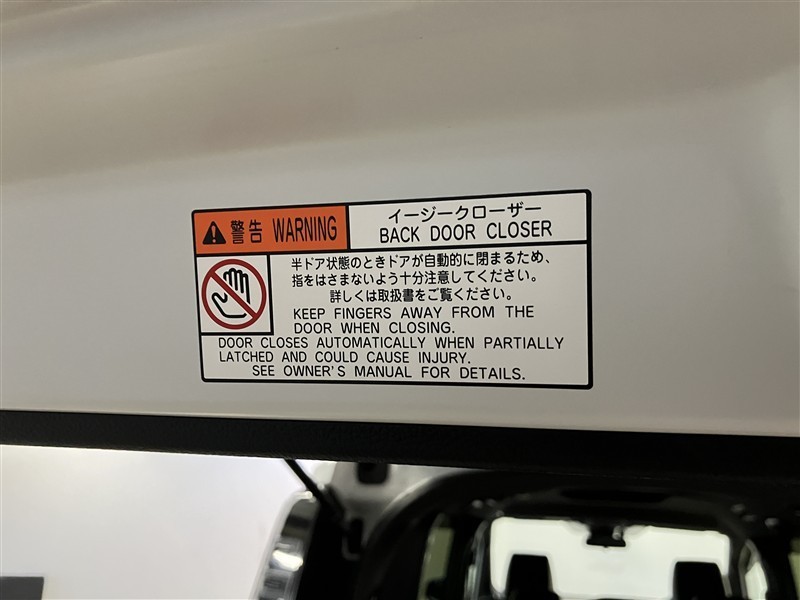 警告 WARNING
イージークローザー
BACK DOOR CLOSER
半ドア状態のときドアが自動的に閉まるため、
指をはさまないよう十分注意してください。
詳しくは取扱書をご覧ください。
KEEP FINGERS AWAY FROM THE
DOOR WHEN CLOSING.
DOOR CLOSES AUTOMATICALLY WHEN PARTIALLY
LATCHED AND COULD CAUSE INJURY.
SEE OWNER'S MANUAL FOR DETAILS.